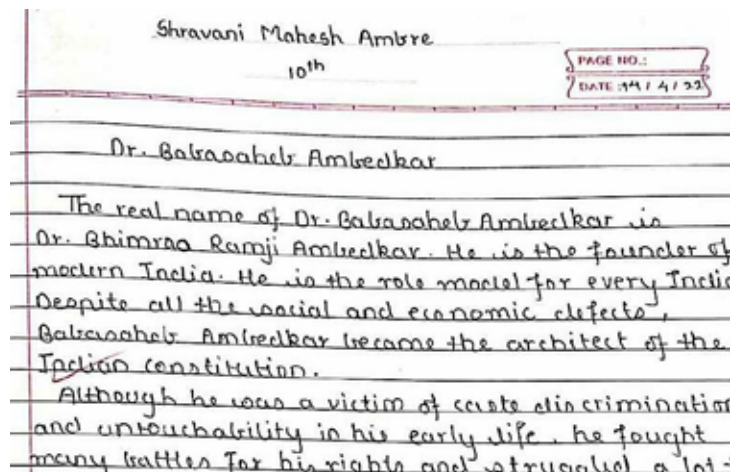 Shravani Mahesh Ambre
10th
PAGE NO.:
DATE: 14 / 4 / 22
Dr. Babasaheb Ambedkar
The real name of Dr. Babasaheb Ambedkar is
Dr. Bhimrao Ramji Ambedkar. He is the founder of
modern India. He is the role model for every India
Despite all the social and economic defects,
Babasaheb Ambedkar became the architect of the
Indian constitution.
Although he was a victim of caste discrimination
and untouchability in his early life, he fought
many battles for his rights and struggled a lot